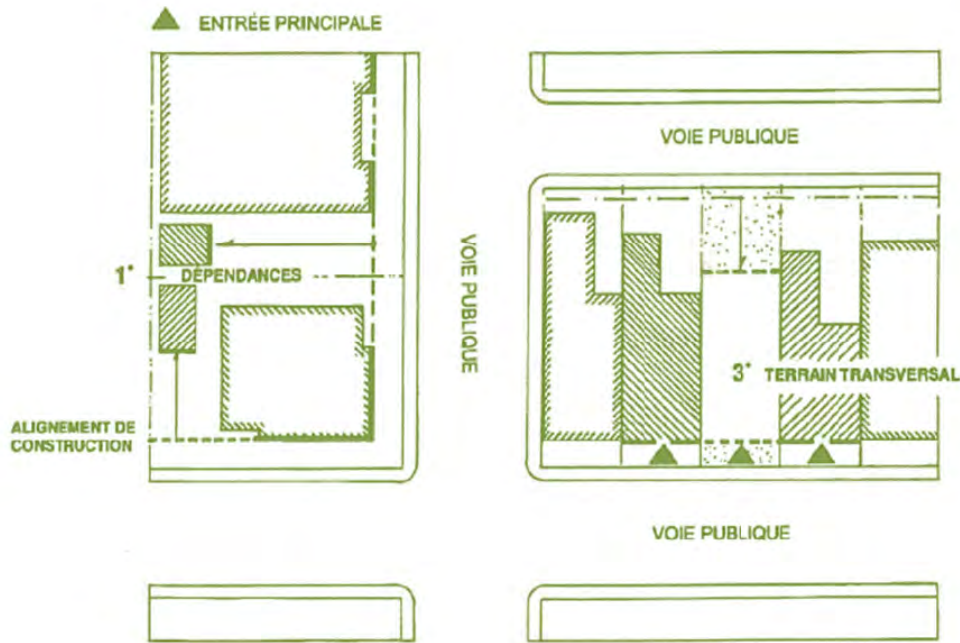 ENTRÉE PRINCIPALE
VOIE PUBLIQUE
VOIE PUBLIQUE
1°
DÉPENDANCES
3° TERRAIN TRANSVERSAL
ALIGNEMENT DE
CONSTRUCTION
VOIE PUBLIQUE